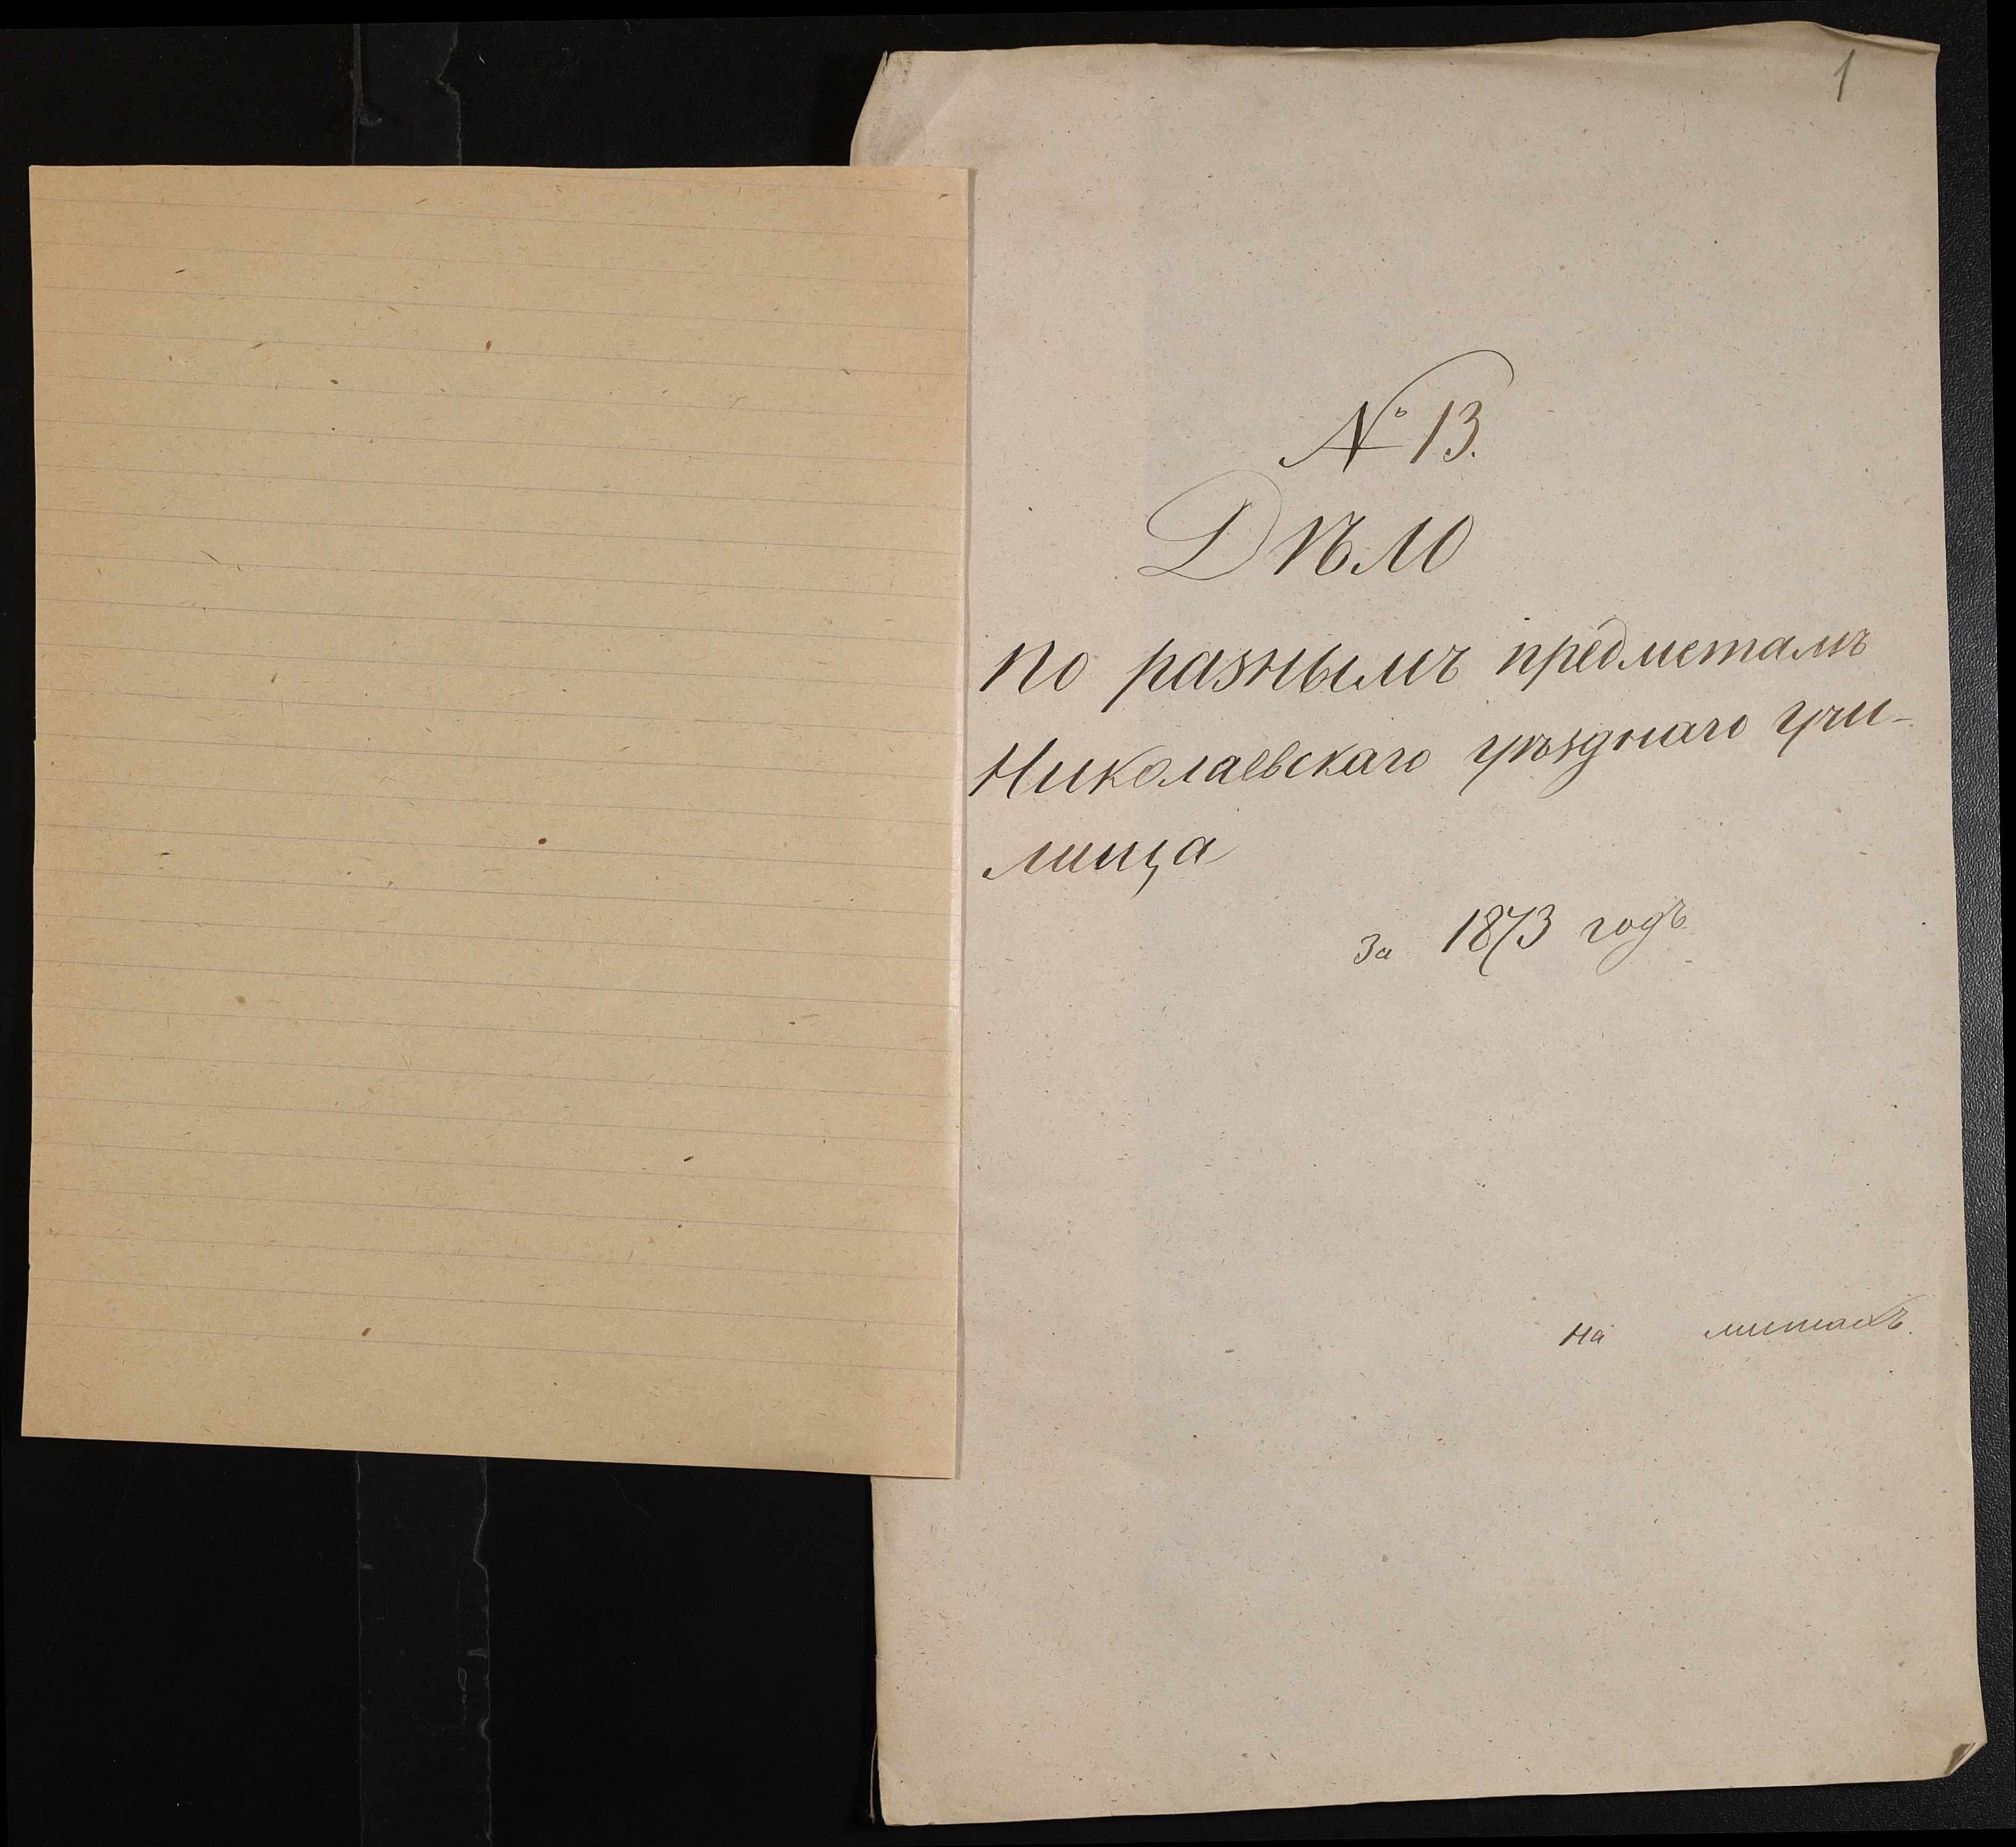 1
№ 13.
Дѣло
по разнымъ предметамъ
Николаевскаго уѣзднаго учи-
лища
за 1873 годъ.
на листахъ.